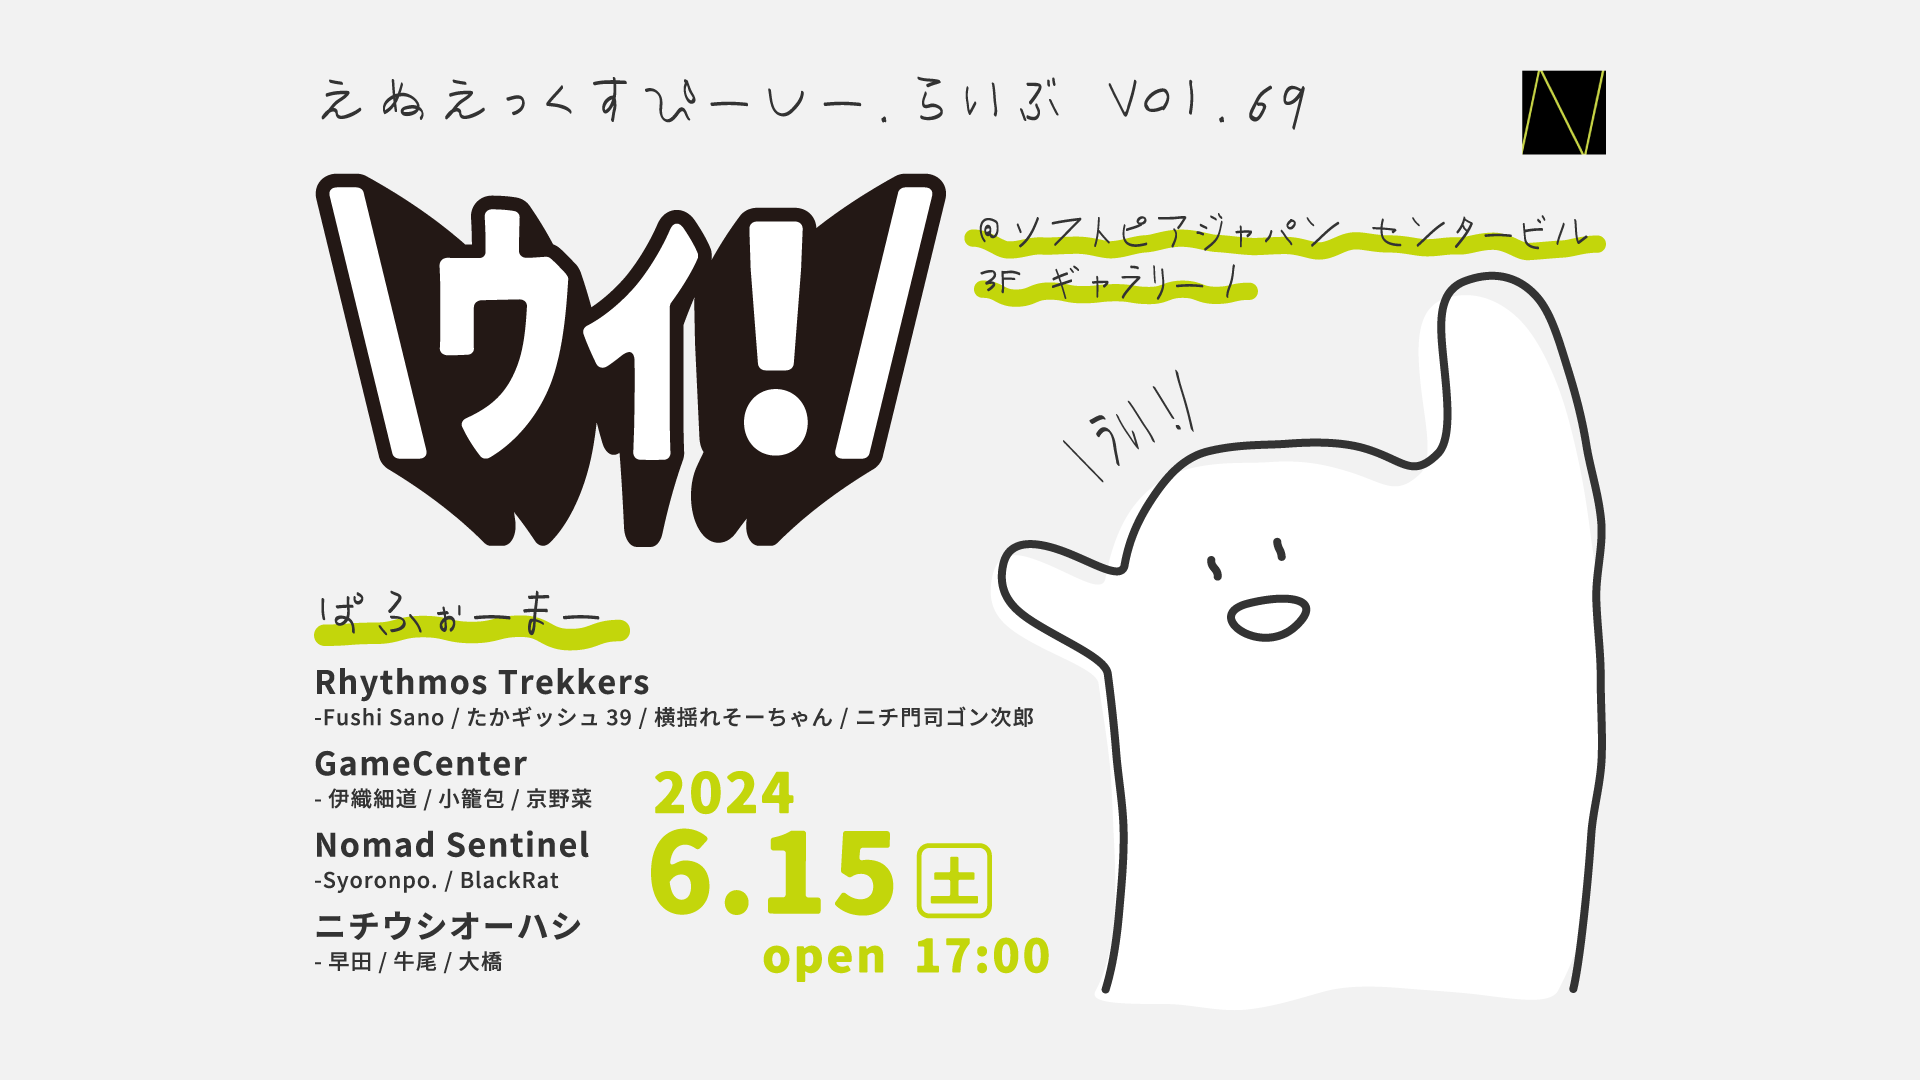 えぬえっくすぴーしー.らいぶ vol.69
\ウィ!/
@ソフトピアジャパン センタービル
3F ギャラリー1
\うい!/
ぱふぉーまー
Rhythmos Trekkers
-Fushi Sano / たかギッシュ 39 / 横揺れそーちゃん / ニチ門司ゴン次郎
GameCenter
- 伊織細道 / 小籠包 / 京野菜
Nomad Sentinel
-Syoronpo. / BlackRat
ニチウシオーハシ
- 早田 / 牛尾 / 大橋
2024
6.15 土
open 17:00